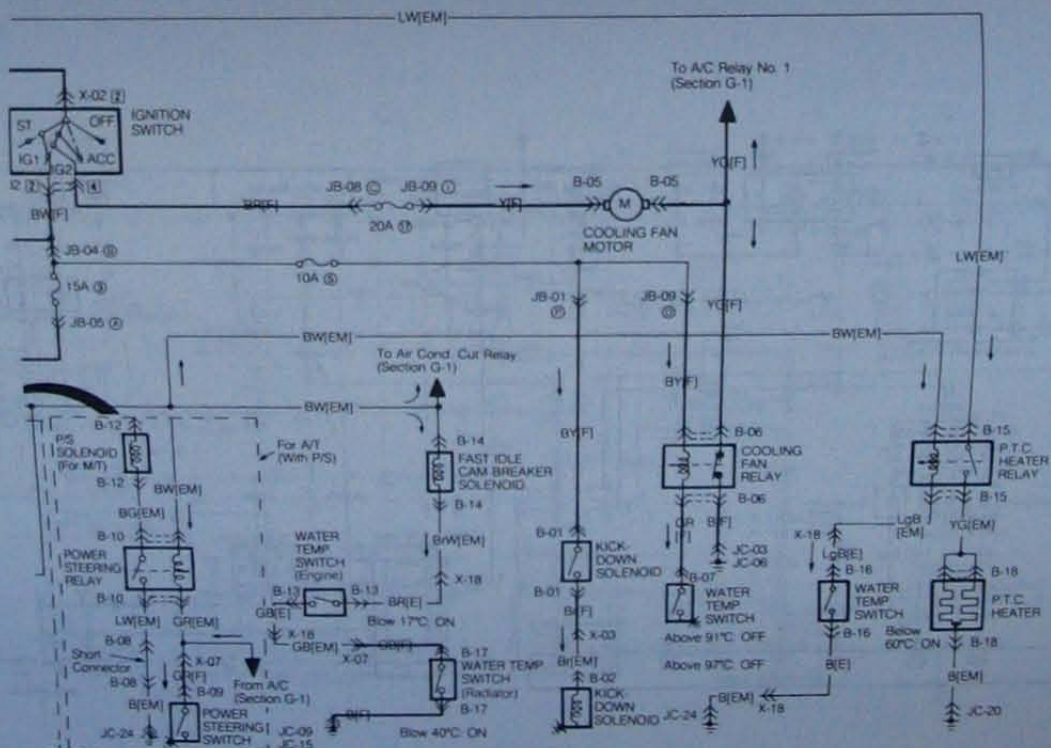 LW[EM]
To A/C Relay No. 1
(Section G-1)
X-02 [2]
IGNITION
SWITCH
ST
OFF
IG1
IG2
ACC
[2]
[4]
BW[F]
BR[F]
JB-08 Ⓒ
JB-09 Ⓘ
20A
Y[F]
B-05
B-05
M
COOLING FAN
MOTOR
YG[F]
LW[EM]
JB-04
15A
JB-05 Ⓐ
10A
JB-01
Ⓟ
JB-09
YG[F]
BW[EM]
BW[EM]
To Air Cond. Cut Relay
(Section G-1)
BW[EM]
BY[F]
BY[F]
B-12
P/S
SOLENOID
(For M/T)
B-12
For A/T
(With P/S)
BW[EM]
B-14
FAST IDLE
CAM BREAKER
SOLENOID
B-14
B-06
COOLING
FAN
RELAY
B-06
B-15
P.T.C.
HEATER
RELAY
B-15
BG[EM]
B-10
POWER
STEERING
RELAY
B-10
WATER
TEMP
SWITCH
(Engine)
B-13
B-13
GB[E]
BR[E]
BrW[EM]
X-18
Blow 17°C: ON
B-01
KICK-
DOWN
SOLENOID
B-01
GR
[F]
B[F]
JC-03
JC-06
B-07
WATER
TEMP
SWITCH
Above 91°C: OFF
Above 97°C: OFF
LgB
[EM]
X-18
LgB[E]
B-16
WATER
TEMP
SWITCH
B-16
Below
60°C: ON
YG[EM]
B-18
P.T.C.
HEATER
B-18
LW[EM]
GR[EM]
B-08
Short
Connector
B-08
X-07
GR[F]
B-09
From A/C
(Section G-1)
B[EM]
JC-24
POWER
STEERING
SWITCH
X-18
GB[EM]
X-07
GB[F]
B-17
WATER TEMP
SWITCH
(Radiator)
B-17
B[F]
JC-09
JC-15
Blow 40°C: ON
Br[F]
X-03
Br[EM]
B-02
KICK-
DOWN
SOLENOID
B[E]
B[EM]
X-18
JC-24
B[EM]
JC-20